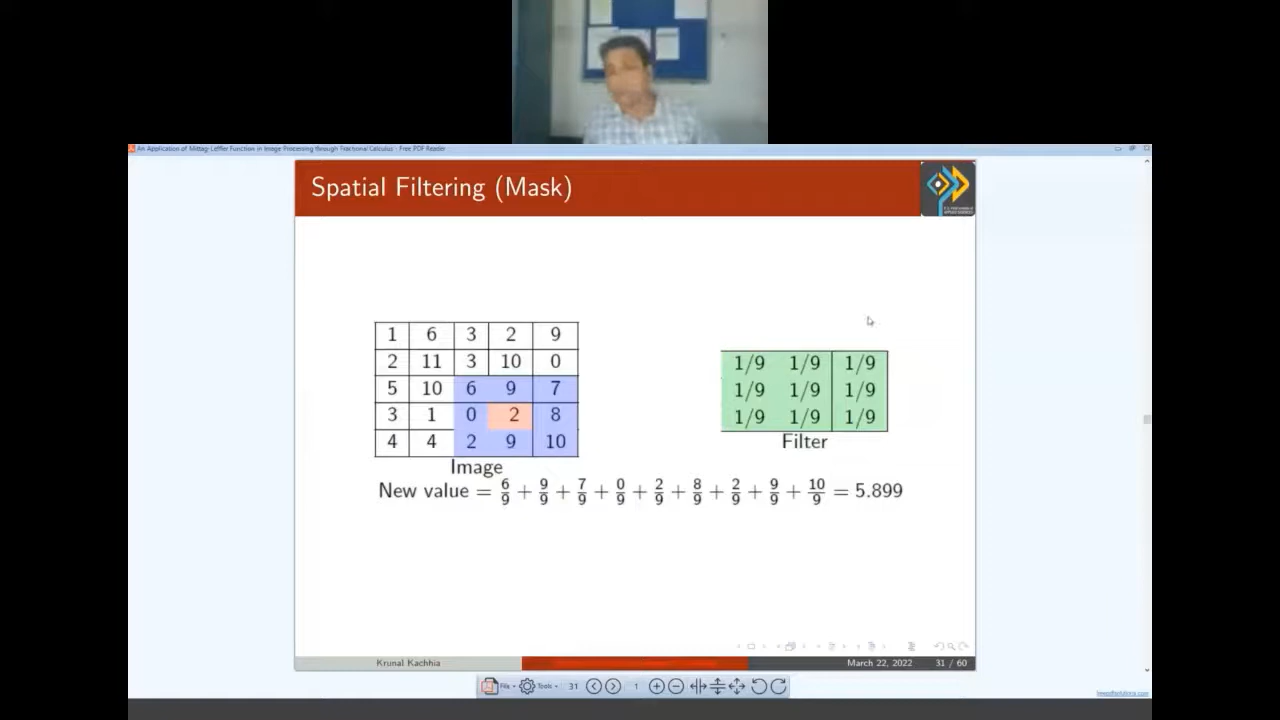 An Application of Mittag-Leffler Function in Image Processing through Fractional Calculus - Free PDF Reader
Spatial Filtering (Mask)
1 6 3 2 9
2 11 3 10 0
5 10 6 9 7
3 1 0 2 8
4 4 2 9 10
Image
1/9 1/9 1/9
1/9 1/9 1/9
1/9 1/9 1/9
Filter
New value = 6/9 + 9/9 + 7/9 + 0/9 + 2/9 + 8/9 + 2/9 + 9/9 + 10/9 = 5.899
Krunal Kachhia
March 22, 2022 31 / 60
File Tools 31 1